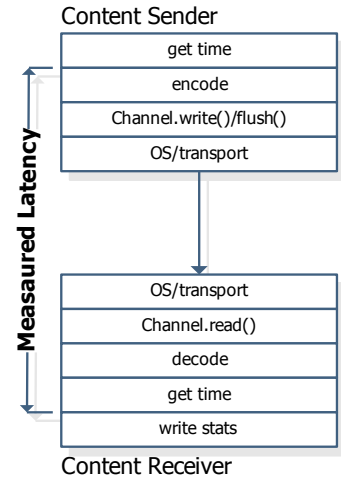 Content Sender
get time
encode
Channel.write()/flush()
OS/transport
Measaured Latency
OS/transport
Channel.read()
decode
get time
write stats
Content Receiver